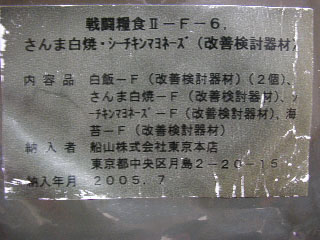 戦闘糧食Ⅱ－Ｆ－６．
さんま白焼・シーチキンマヨネーズ（改善検討器材）
内容品　白飯－Ｆ（改善検討器材）（２個）、
さんま白焼－Ｆ（改善検討器材）、シ
ーチキンマヨネーズ－Ｆ（改善検討器材）、海
苔－Ｆ（改善検討器材）
納入者　船山株式会社東京本店
東京都中央区月島２－２０－１５
納入年月　２００５．７